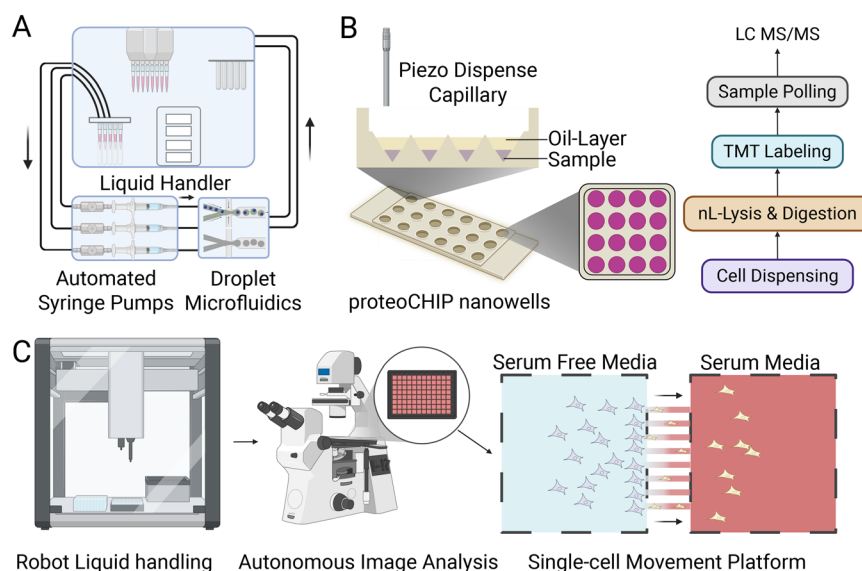 A
Liquid Handler
Automated
Syringe Pumps
Droplet
Microfluidics
B
Piezo Dispense
Capillary
Oil-Layer
Sample
proteoCHIP nanowells
LC MS/MS
Sample Polling
TMT Labeling
nL-Lysis & Digestion
Cell Dispensing
C
Serum Free Media
Serum Media
Robot Liquid handling
Autonomous Image Analysis
Single-cell Movement Platform